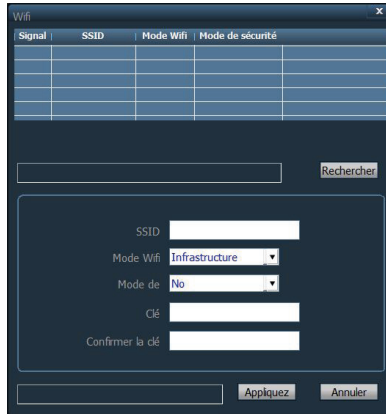 Wifi x
Signal SSID Mode Wifi Mode de sécurité
Rechercher
SSID
Mode Wifi Infrastructure
Mode de No
Clé
Confirmer la clé
Appliquez Annuler